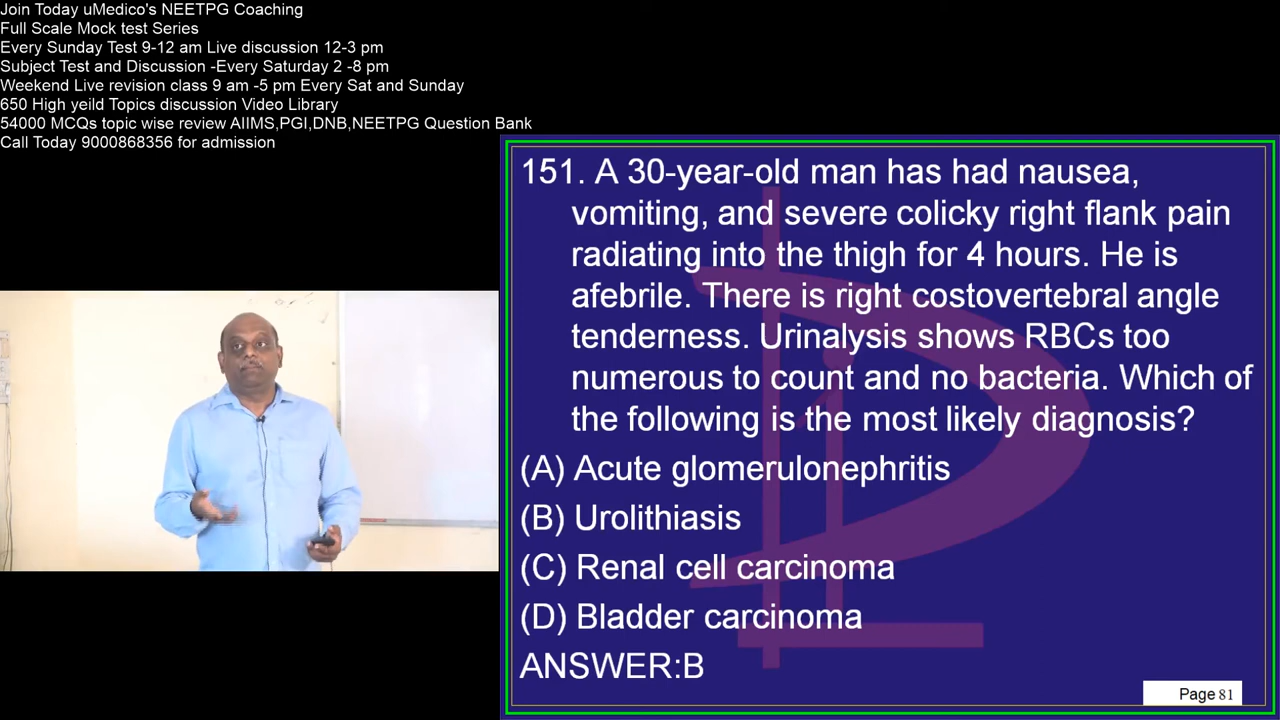 Join Today uMedico's NEETPG Coaching
Full Scale Mock test Series
Every Sunday Test 9-12 am Live discussion 12-3 pm
Subject Test and Discussion -Every Saturday 2 -8 pm
Weekend Live revision class 9 am -5 pm Every Sat and Sunday
650 High yeild Topics discussion Video Library
54000 MCQs topic wise review AIIMS,PGI,DNB,NEETPG Question Bank
Call Today 9000868356 for admission
151. A 30-year-old man has had nausea,
vomiting, and severe colicky right flank pain
radiating into the thigh for 4 hours. He is
afebrile. There is right costovertebral angle
tenderness. Urinalysis shows RBCs too
numerous to count and no bacteria. Which of
the following is the most likely diagnosis?
(A) Acute glomerulonephritis
(B) Urolithiasis
(C) Renal cell carcinoma
(D) Bladder carcinoma
ANSWER:B
Page 81